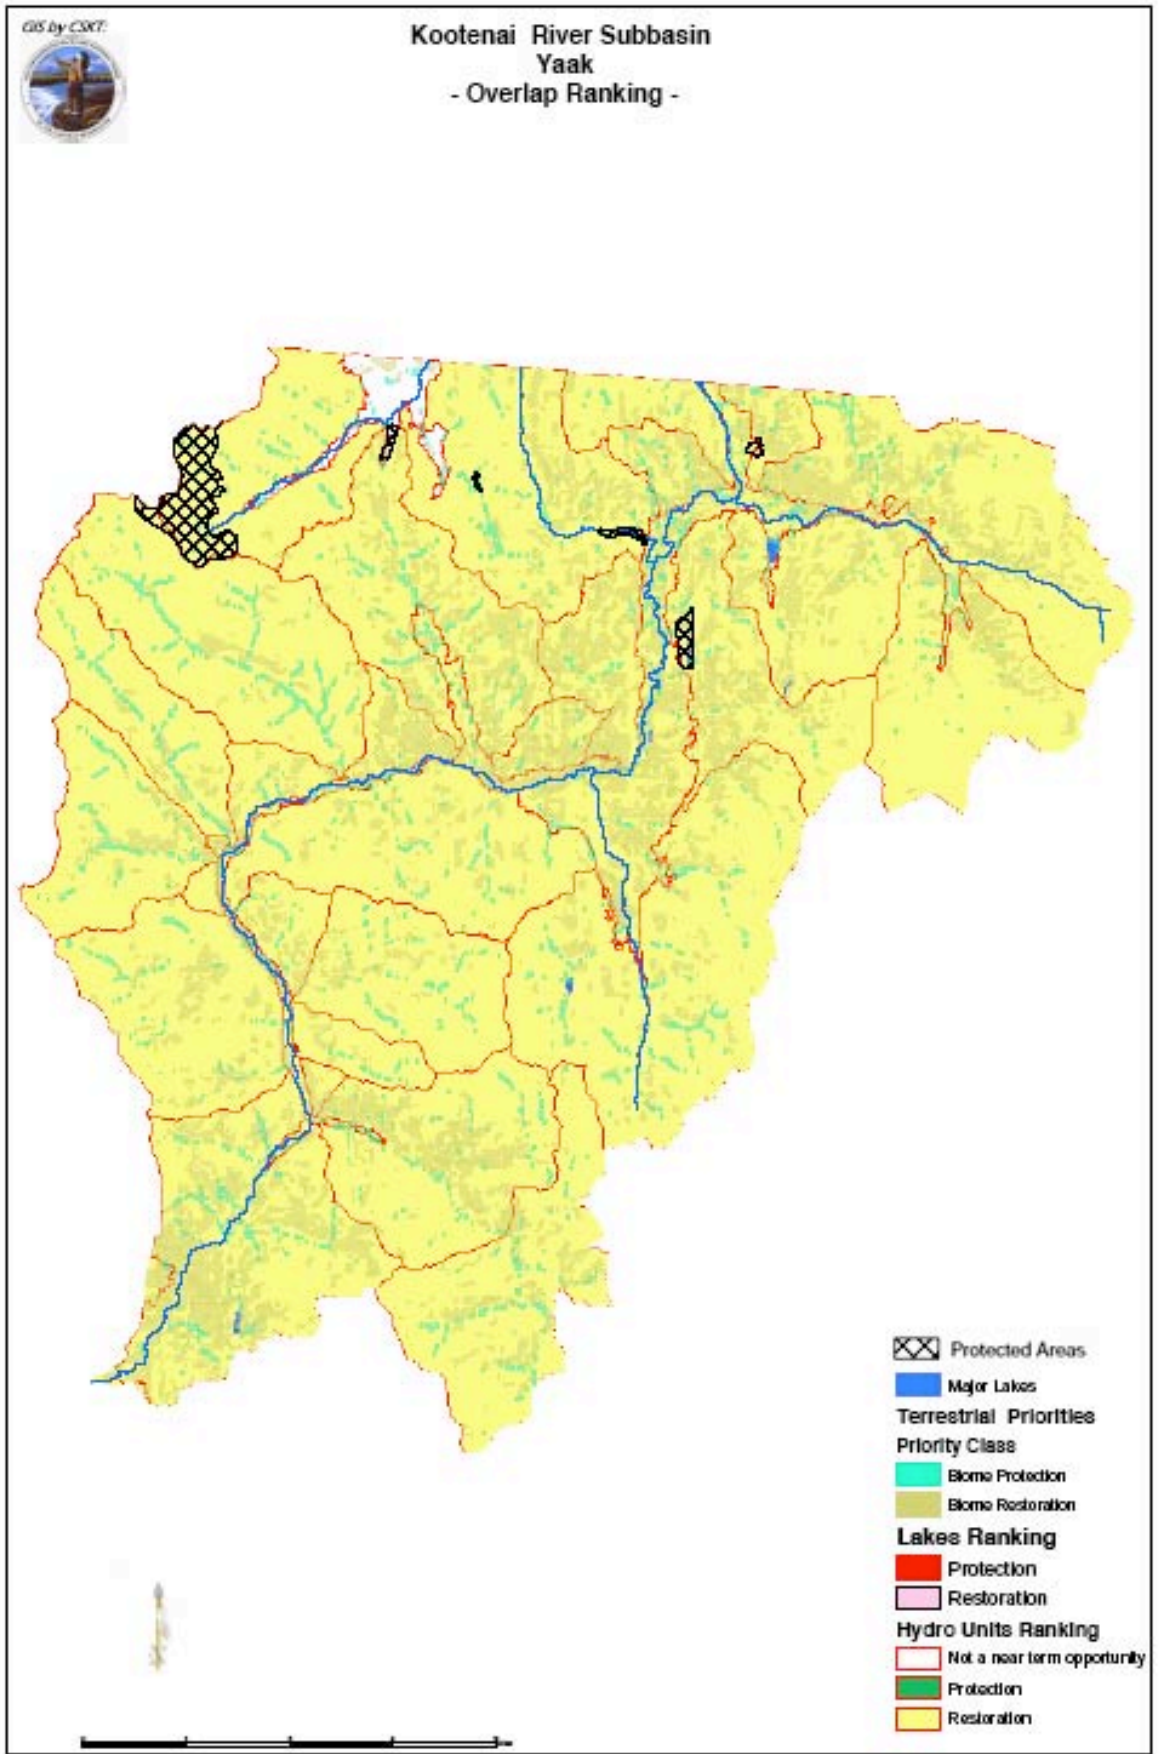 GIS by CSKT:
Kootenai River Subbasin
Yaak
- Overlap Ranking -
Protected Areas
Major Lakes
Terrestrial Priorities
Priority Class
Biome Protection
Biome Restoration
Lakes Ranking
Protection
Restoration
Hydro Units Ranking
Not a near term opportunity
Protection
Restoration